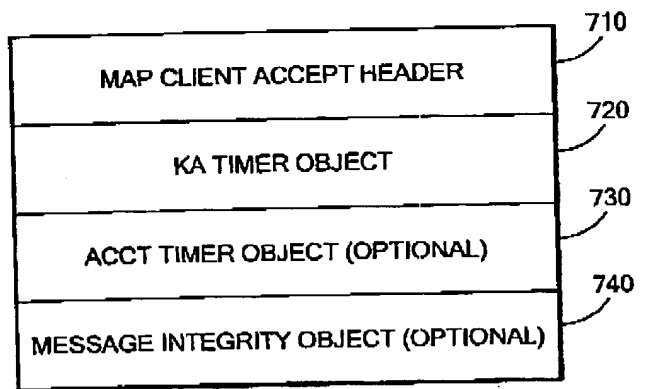 710
MAP CLIENT ACCEPT HEADER
720
KA TIMER OBJECT
730
ACCT TIMER OBJECT (OPTIONAL)
740
MESSAGE INTEGRITY OBJECT (OPTIONAL)